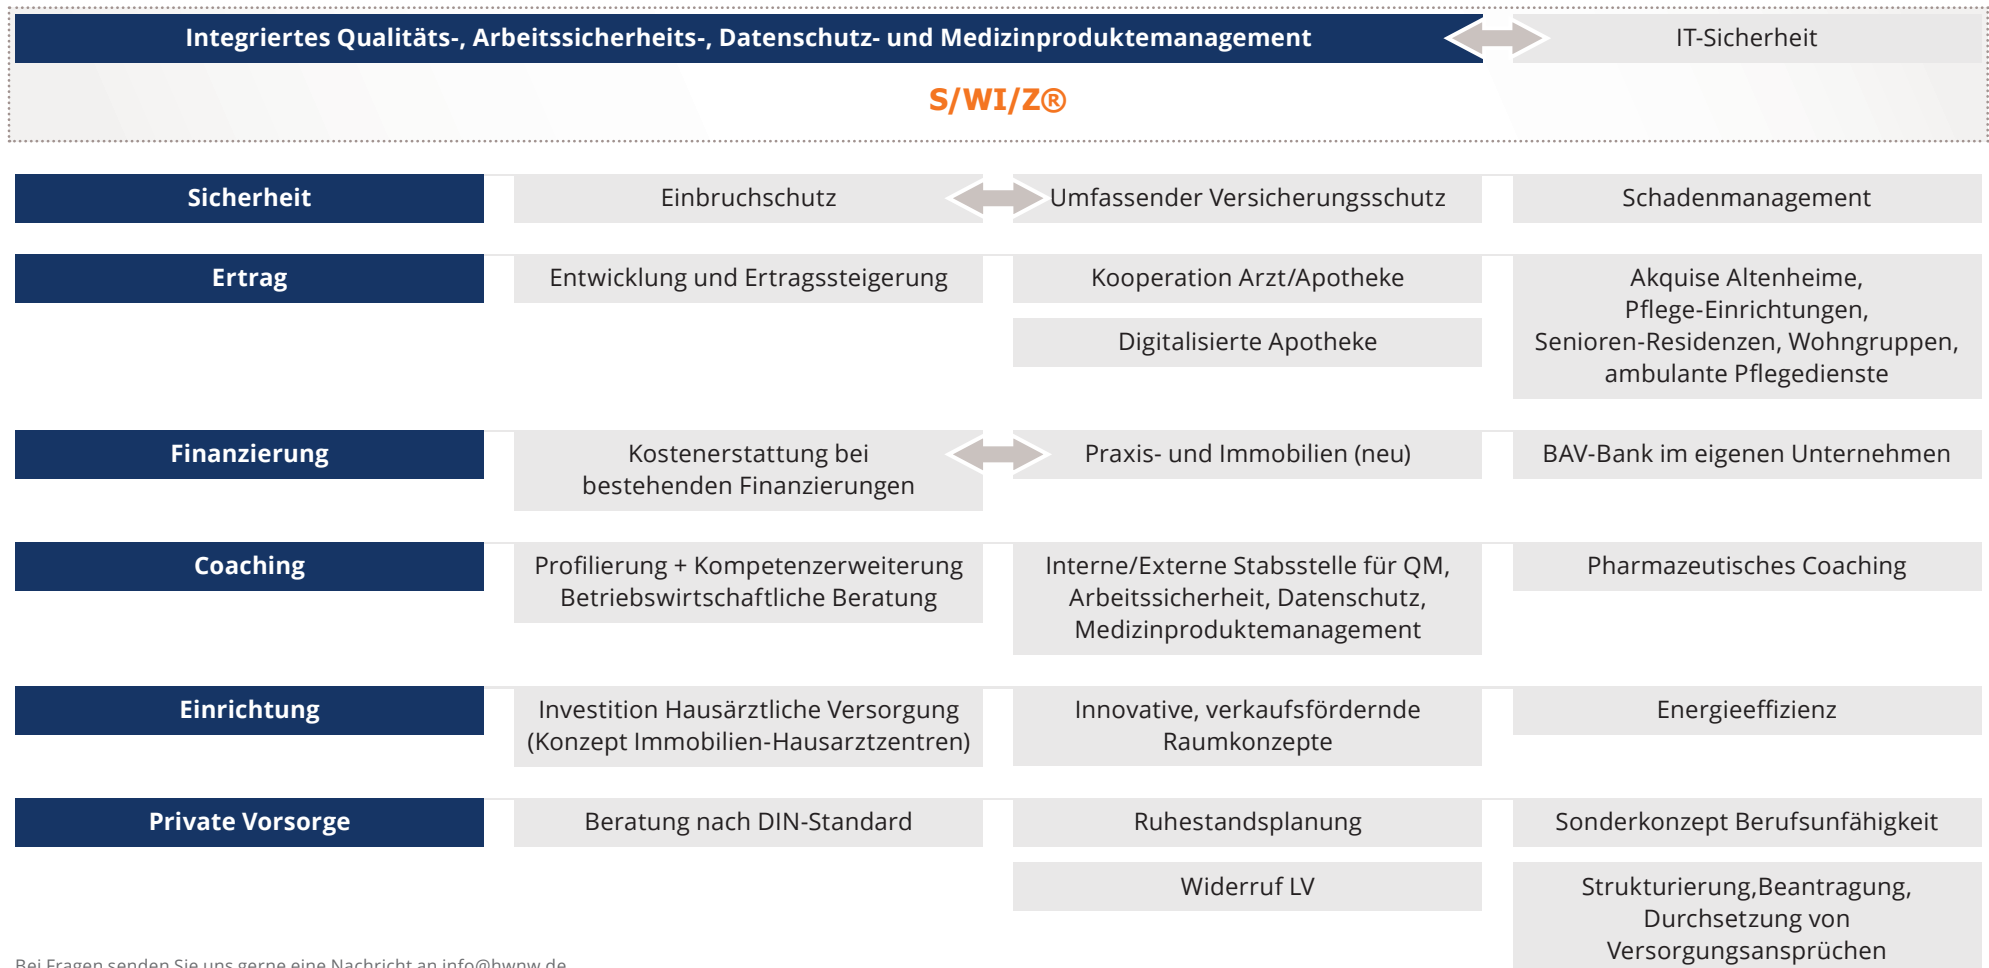 Integriertes Qualitäts-, Arbeitssicherheits-, Datenschutz- und Medizinproduktemanagement
IT-Sicherheit
S/WI/Z®
Sicherheit
Einbruchschutz
Umfassender Versicherungsschutz
Schadenmanagement
Ertrag
Entwicklung und Ertragssteigerung
Kooperation Arzt/Apotheke
Digitalisierte Apotheke
Akquise Altenheime,
Pflege-Einrichtungen,
Senioren-Residenzen, Wohngruppen,
ambulante Pflegedienste
Finanzierung
Kostenerstattung bei
bestehenden Finanzierungen
Praxis- und Immobilien (neu)
BAV-Bank im eigenen Unternehmen
Coaching
Profilierung + Kompetenzerweiterung
Betriebswirtschaftliche Beratung
Interne/Externe Stabsstelle für QM,
Arbeitssicherheit, Datenschutz,
Medizinproduktemanagement
Pharmazeutisches Coaching
Einrichtung
Investition Hausärztliche Versorgung
(Konzept Immobilien-Hausarztzentren)
Innovative, verkaufsfördernde
Raumkonzepte
Energieeffizienz
Private Vorsorge
Beratung nach DIN-Standard
Ruhestandsplanung
Widerruf LV
Sonderkonzept Berufsunfähigkeit
Strukturierung,Beantragung,
Durchsetzung von
Versorgungsansprüchen
Bei Fragen senden Sie uns gerne eine Nachricht an info@hwnw.de